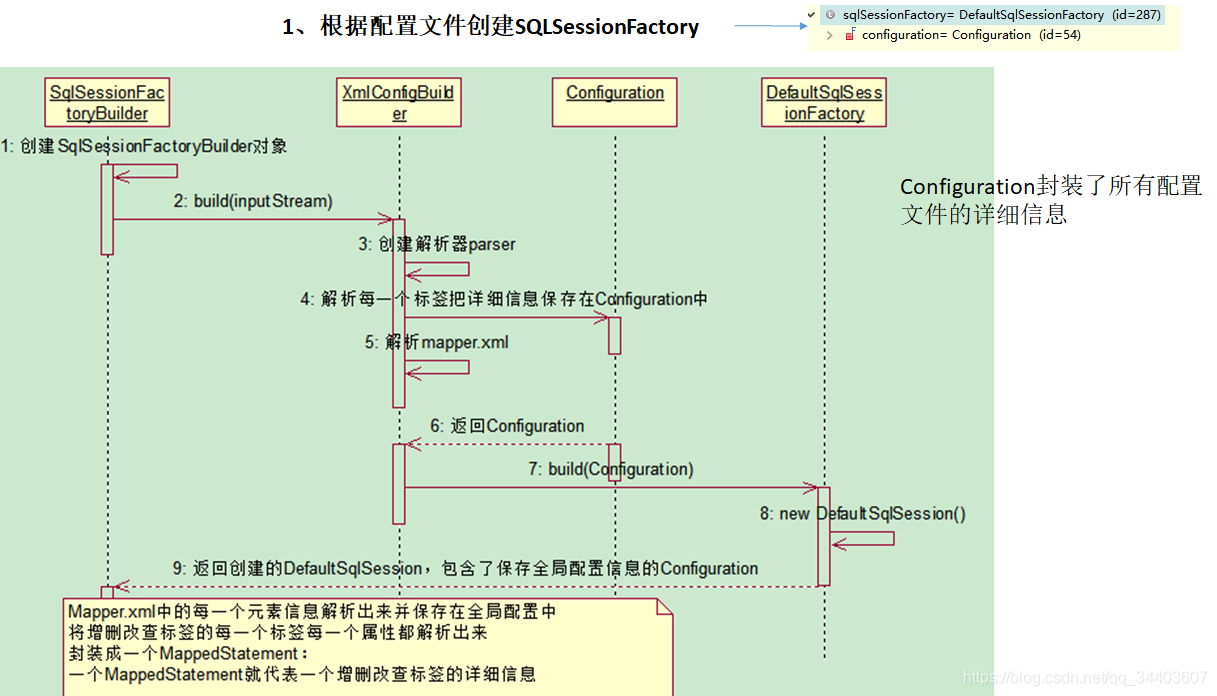 1、根据配置文件创建SQLSessionFactory
sqlSessionFactory= DefaultSqlSessionFactory (id=287)
configuration= Configuration (id=54)
SqlSessionFac
toryBuilder
XmlConfigBuild
er
Configuration
DefaultSqlSess
ionFactory
1: 创建SqlSessionFactoryBuilder对象
2: build(inputStream)
Configuration封装了所有配置
文件的详细信息
3: 创建解析器parser
4: 解析每一个标签把详细信息保存在Configuration中
5: 解析mapper.xml
6: 返回Configuration
7: build(Configuration)
8: new DefaultSqlSession()
9: 返回创建的DefaultSqlSession，包含了保存全局配置信息的Configuration
Mapper.xml中的每一个元素信息解析出来并保存在全局配置中
将增删改查标签的每一个标签每一个属性都解析出来
封装成一个MappedStatement：
一个MappedStatement就代表一个增删改查标签的详细信息
https://blog.csdn.net/qq_34403607